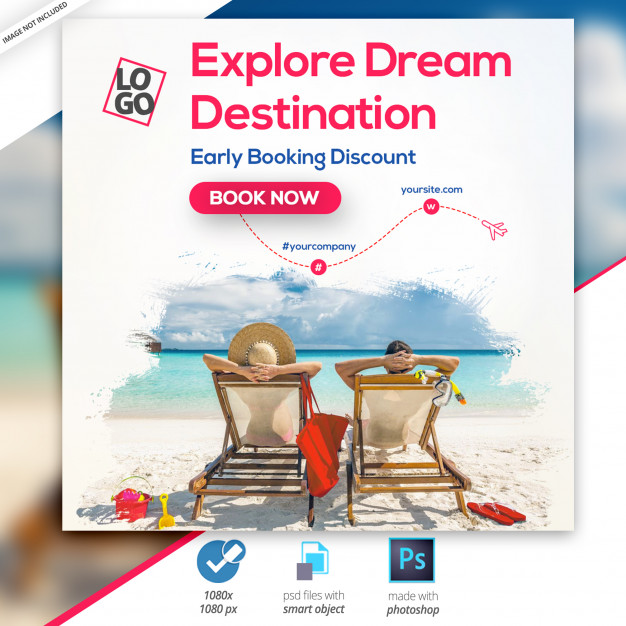 IMAGE NOT INCLUDED
LO
GO
Explore Dream
Destination
Early Booking Discount
BOOK NOW
yoursite.com
w
#yourcompany
#
1080x
1080 px
psd files with
smart object
Ps
made with
photoshop